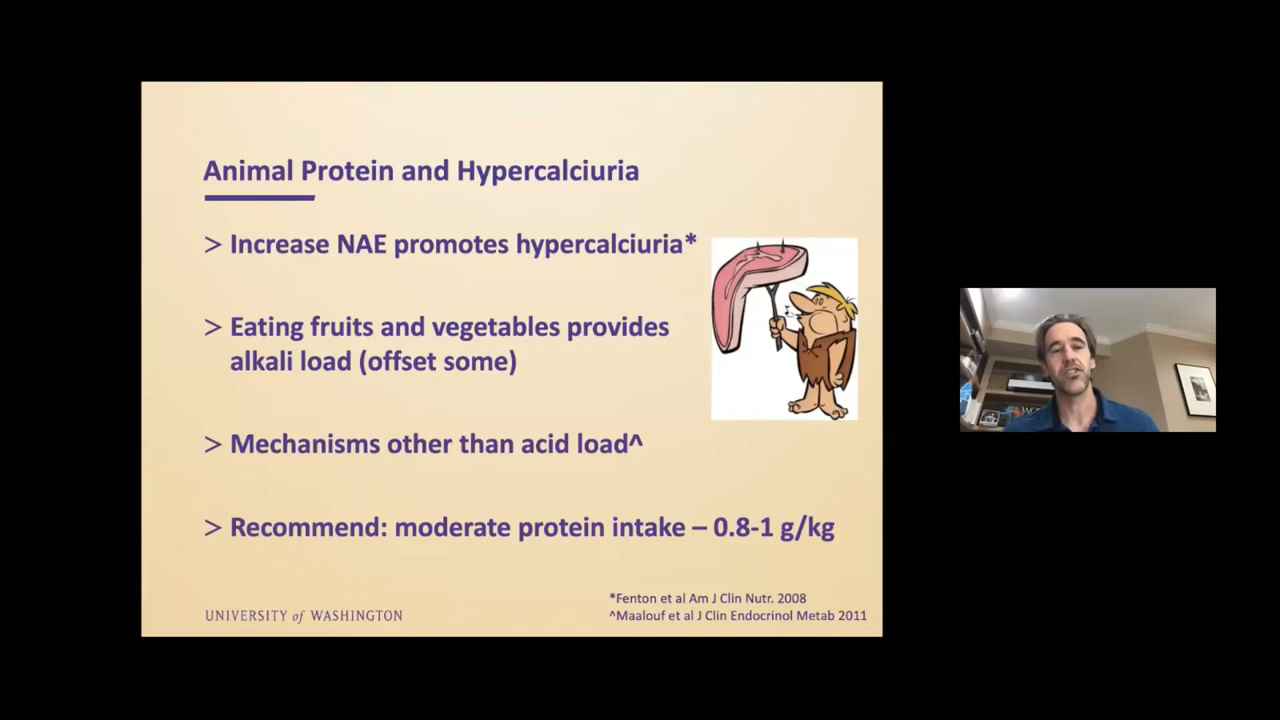 Animal Protein and Hypercalciuria
> Increase NAE promotes hypercalciuria*
> Eating fruits and vegetables provides
alkali load (offset some)
> Mechanisms other than acid load^
> Recommend: moderate protein intake – 0.8-1 g/kg
*Fenton et al Am J Clin Nutr. 2008
^Maalouf et al J Clin Endocrinol Metab 2011
UNIVERSITY of WASHINGTON